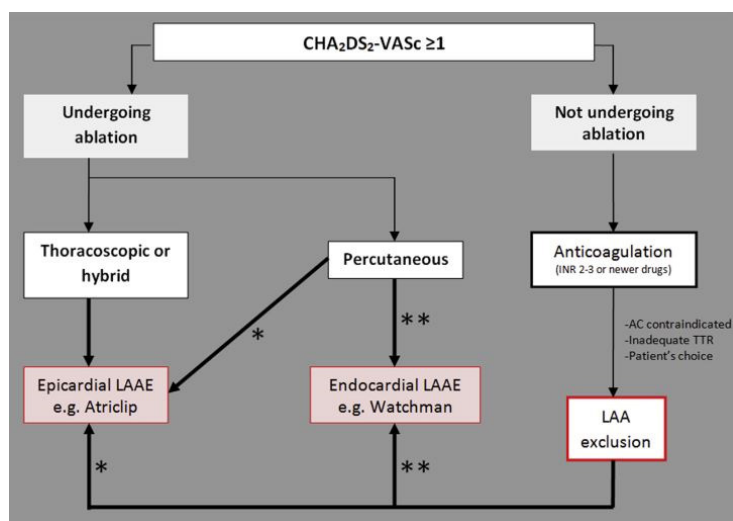 CHA₂DS₂-VASc ≥1
Undergoing
ablation
Not undergoing
ablation
Thoracoscopic or
hybrid
Percutaneous
Anticoagulation
(INR 2-3 or newer drugs)
*
**
-AC contraindicated
-Inadequate TTR
-Patient's choice
Epicardial LAAE
e.g. Atriclip
Endocardial LAAE
e.g. Watchman
LAA
exclusion
*
**